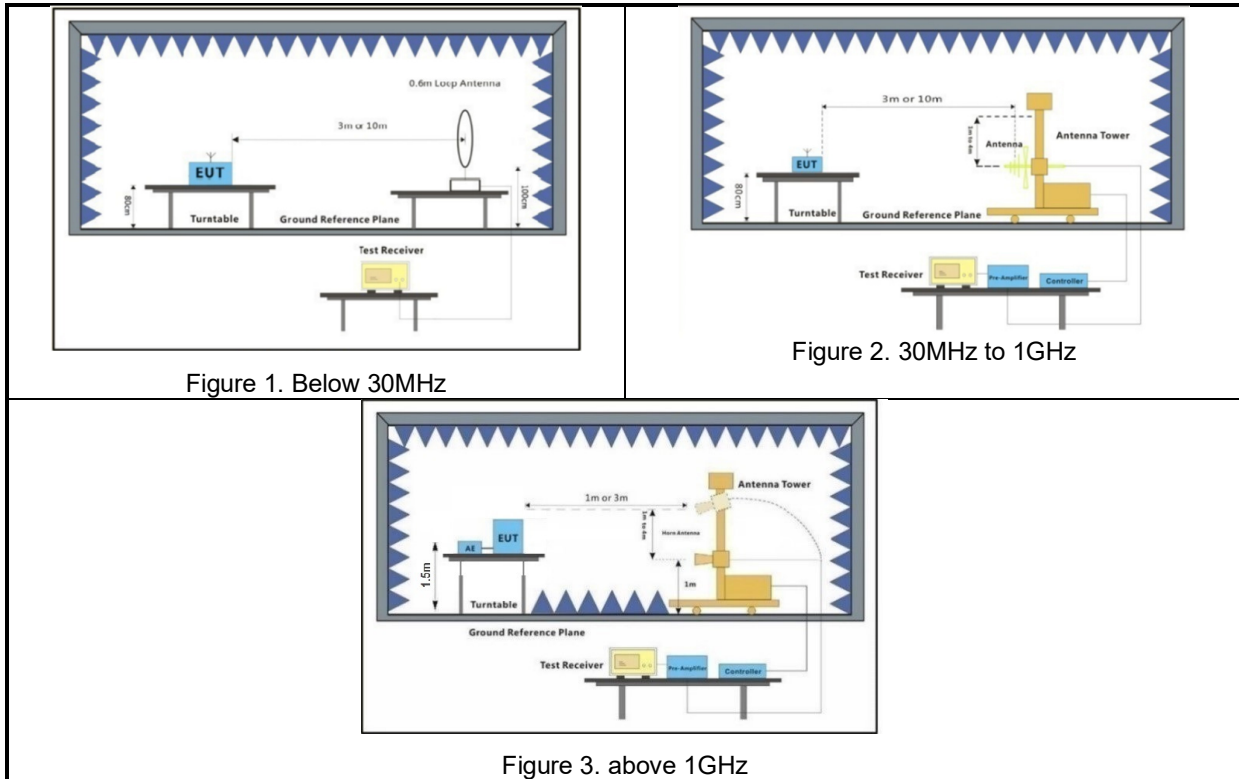 0.6m Loop Antenna
3m or 10m
EUT
80cm
100cm
Turntable
Ground Reference Plane
Test Receiver
Figure 1. Below 30MHz
3m or 10m
1m to 4m
Antenna
Antenna Tower
EUT
80cm
Turntable
Ground Reference Plane
Test Receiver
Pre-Amplifier
Controller
Figure 2. 30MHz to 1GHz
1m or 3m
Antenna Tower
1m to 4m
Horn Antenna
EUT
AE
1.5m
1m
Turntable
Ground Reference Plane
Test Receiver
Pre-Amplifier
Controller
Figure 3. above 1GHz